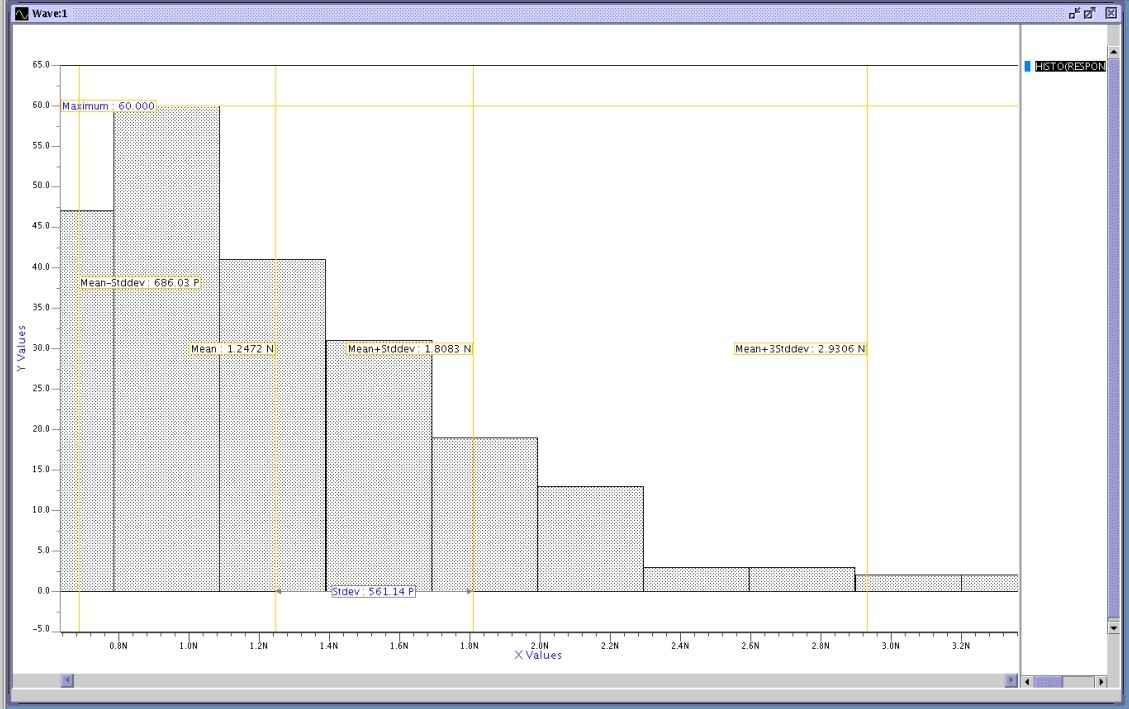 Wave:1
HISTO(RESPON
65.0
60.0
55.0
50.0
45.0
40.0
35.0
30.0
25.0
20.0
15.0
10.0
5.0
0.0
-5.0
Y Values
Maximum : 60.000
Mean-Stddev : 686.03 P
Mean : 1.2472 N
Mean+Stddev : 1.8083 N
Mean+3Stddev : 2.9306 N
Stdev : 561.14 P
0.8N 1.0N 1.2N 1.4N 1.6N 1.8N 2.0N 2.2N 2.4N 2.6N 2.8N 3.0N 3.2N
X Values